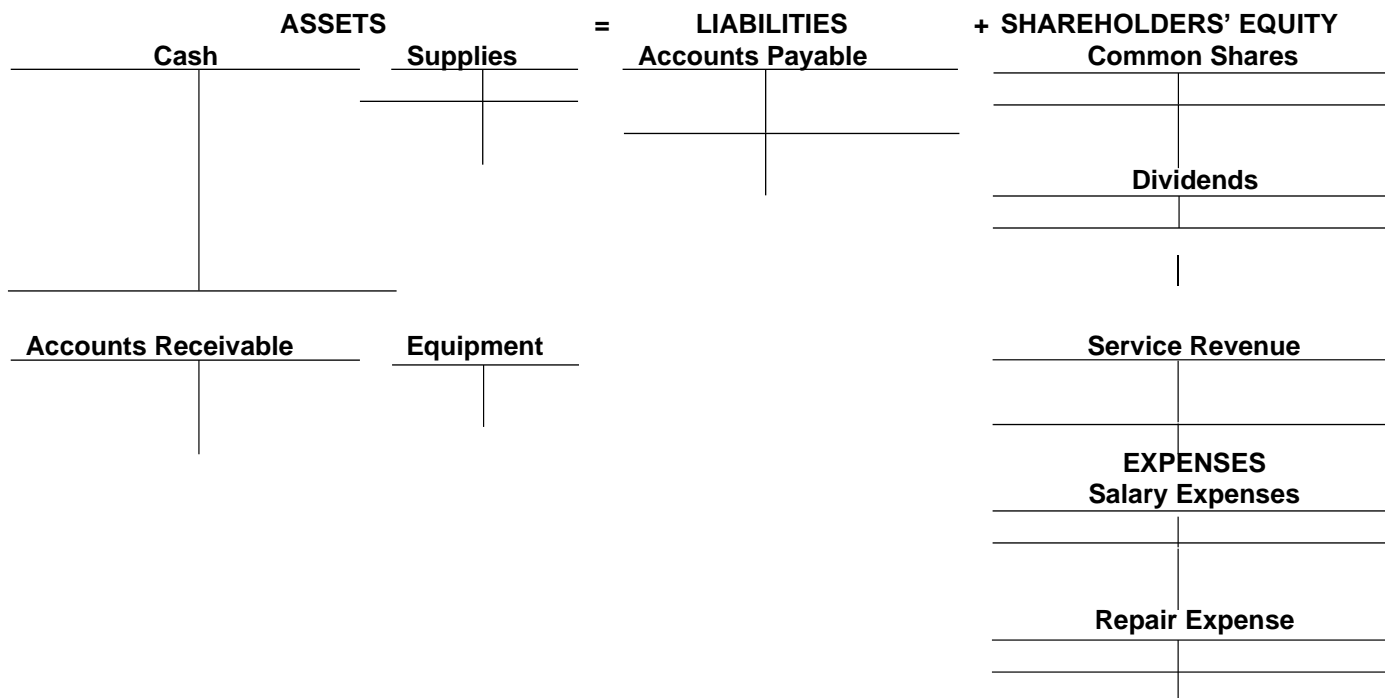 ASSETS = LIABILITIES + SHAREHOLDERS’ EQUITY
Cash Supplies Accounts Payable Common Shares
Dividends
Accounts Receivable Equipment Service Revenue
EXPENSES
Salary Expenses
Repair Expense